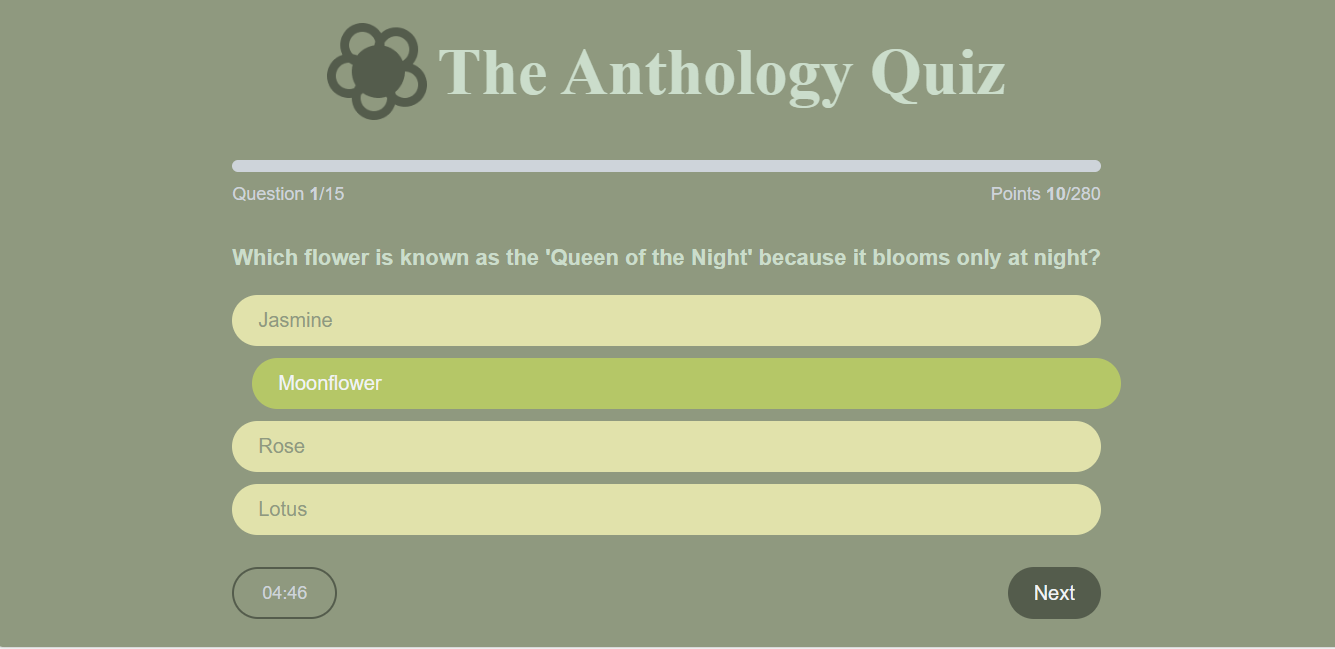 The Anthology Quiz
Question 1/15
Points 10/280
Which flower is known as the 'Queen of the Night' because it blooms only at night?
Jasmine
Moonflower
Rose
Lotus
04:46
Next